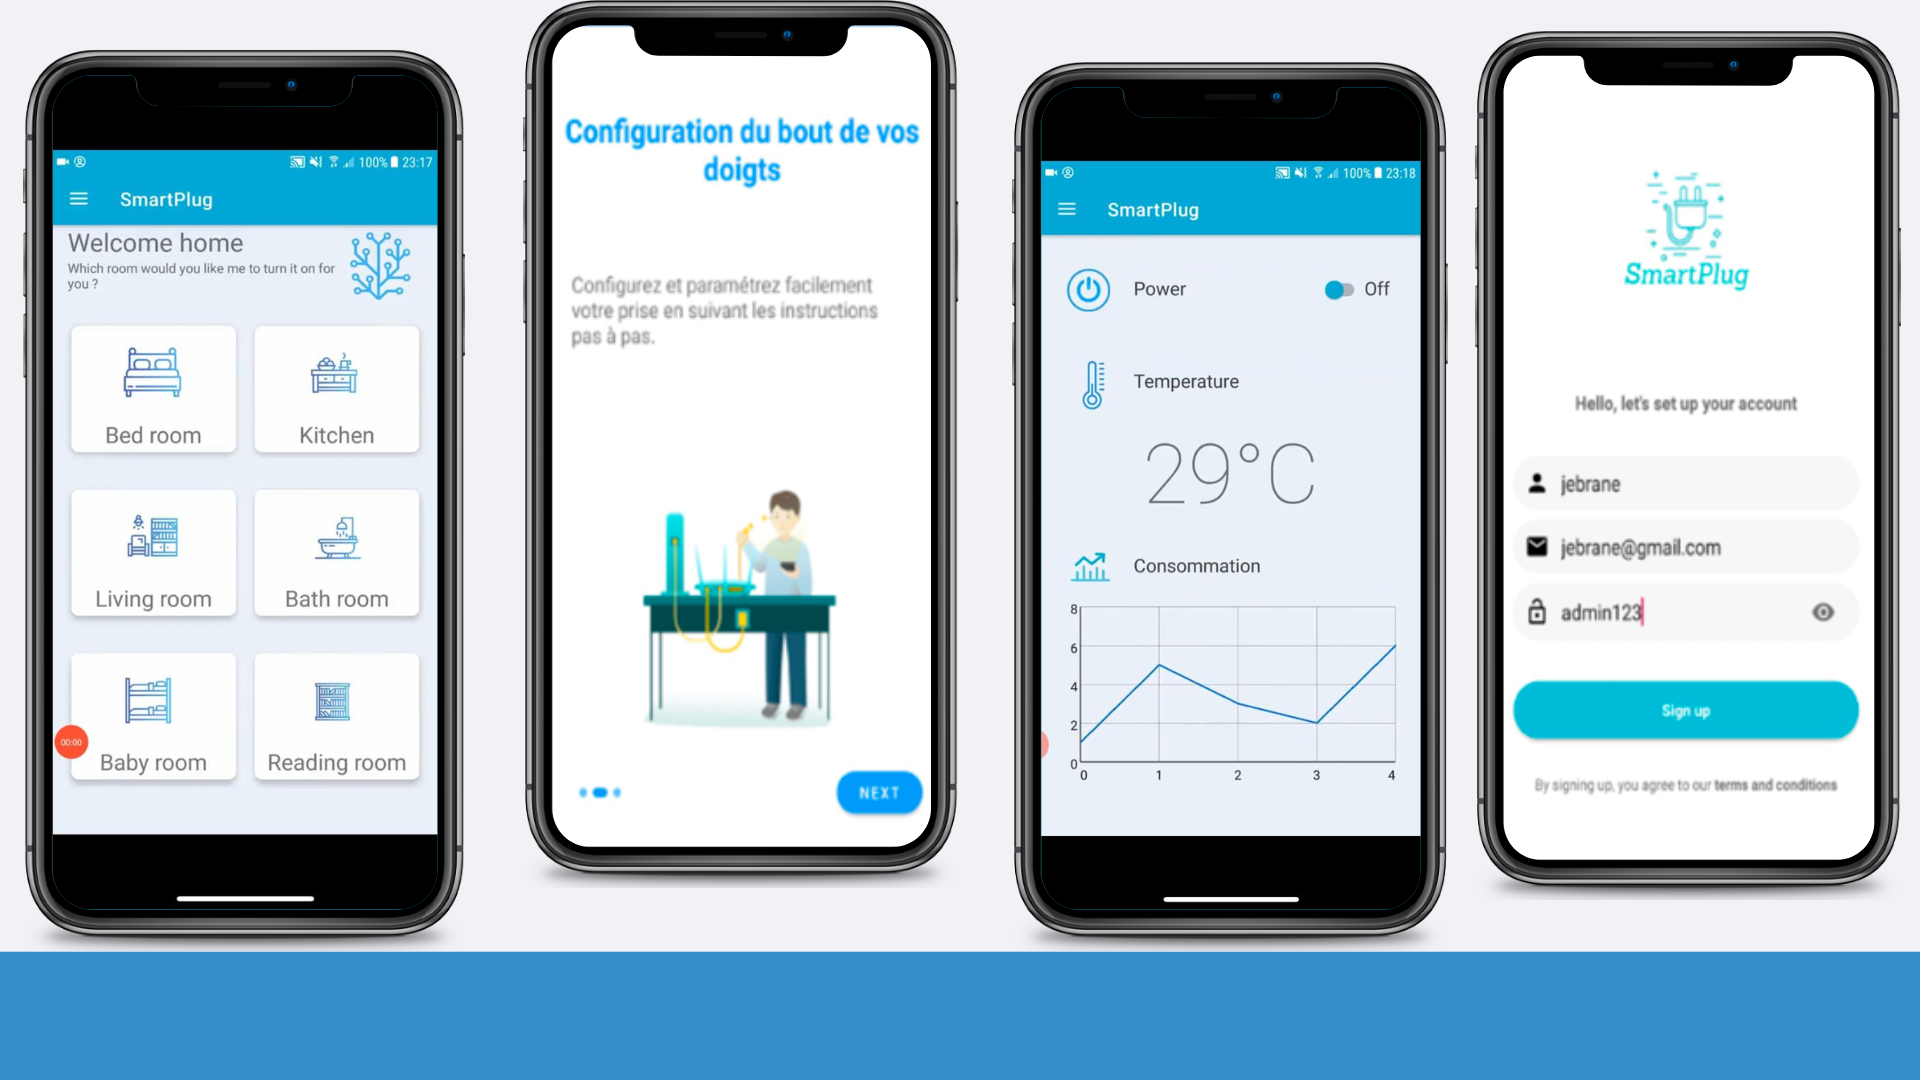 100% 23:17
SmartPlug
Welcome home
Which room would you like me to turn it on for
you ?
Bed room
Kitchen
Living room
Bath room
00:00
Baby room
Reading room
Configuration du bout de vos
doigts
Configurez et paramétrez facilement
votre prise en suivant les instructions
pas à pas.
NEXT
100% 23:18
SmartPlug
Power
Off
Temperature
29°C
Consommation
8
6
4
2
0
0 1 2 3 4
SmartPlug
Hello, let's set up your account
jebrane
jebrane@gmail.com
admin123
Sign up
By signing up, you agree to our terms and conditions